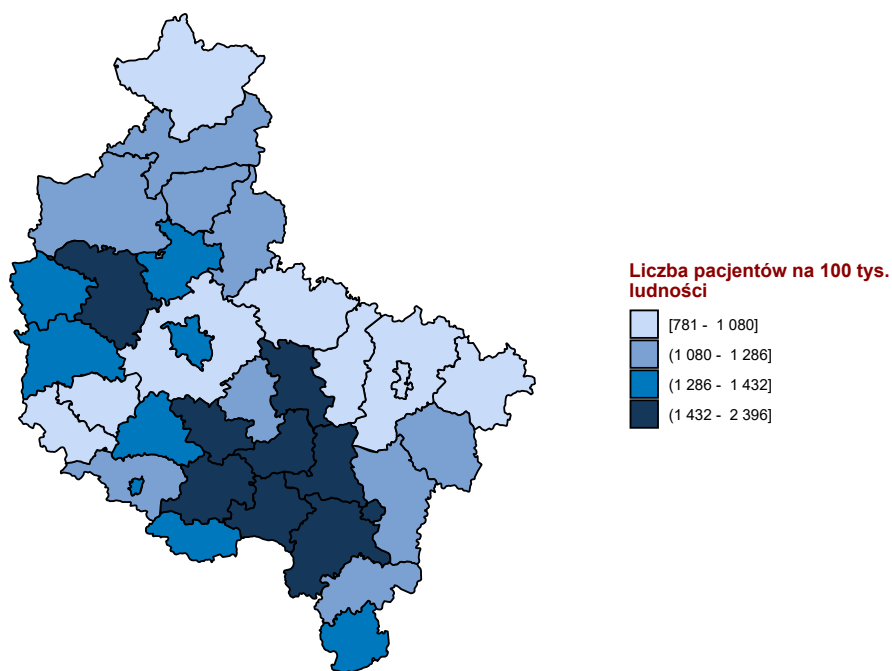 Liczba pacjentów na 100 tys.
ludności
[781 - 1 080]
(1 080 - 1 286]
(1 286 - 1 432]
(1 432 - 2 396]